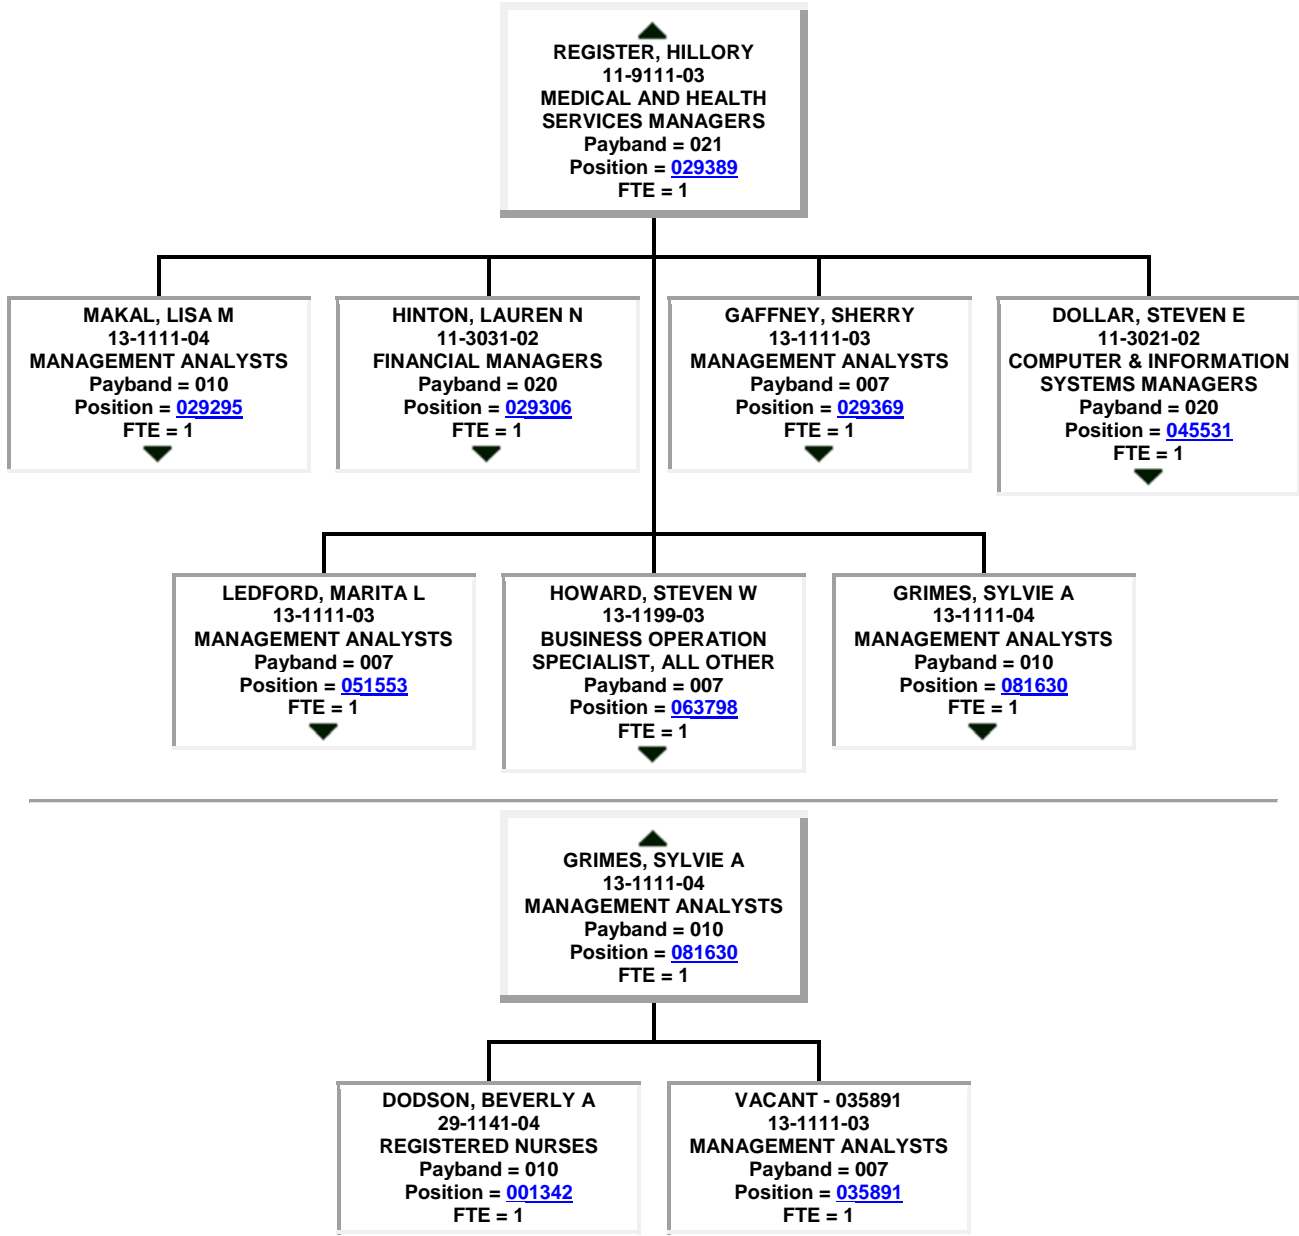 REGISTER, HILLORY
11-9111-03
MEDICAL AND HEALTH
SERVICES MANAGERS
Payband = 021
Position = 029389
FTE = 1
MAKAL, LISA M
13-1111-04
MANAGEMENT ANALYSTS
Payband = 010
Position = 029295
FTE = 1
HINTON, LAUREN N
11-3031-02
FINANCIAL MANAGERS
Payband = 020
Position = 029306
FTE = 1
GAFFNEY, SHERRY
13-1111-03
MANAGEMENT ANALYSTS
Payband = 007
Position = 029369
FTE = 1
DOLLAR, STEVEN E
11-3021-02
COMPUTER & INFORMATION
SYSTEMS MANAGERS
Payband = 020
Position = 045531
FTE = 1
LEDFORD, MARITA L
13-1111-03
MANAGEMENT ANALYSTS
Payband = 007
Position = 051553
FTE = 1
HOWARD, STEVEN W
13-1199-03
BUSINESS OPERATION
SPECIALIST, ALL OTHER
Payband = 007
Position = 063798
FTE = 1
GRIMES, SYLVIE A
13-1111-04
MANAGEMENT ANALYSTS
Payband = 010
Position = 081630
FTE = 1
GRIMES, SYLVIE A
13-1111-04
MANAGEMENT ANALYSTS
Payband = 010
Position = 081630
FTE = 1
DODSON, BEVERLY A
29-1141-04
REGISTERED NURSES
Payband = 010
Position = 001342
FTE = 1
VACANT - 035891
13-1111-03
MANAGEMENT ANALYSTS
Payband = 007
Position = 035891
FTE = 1